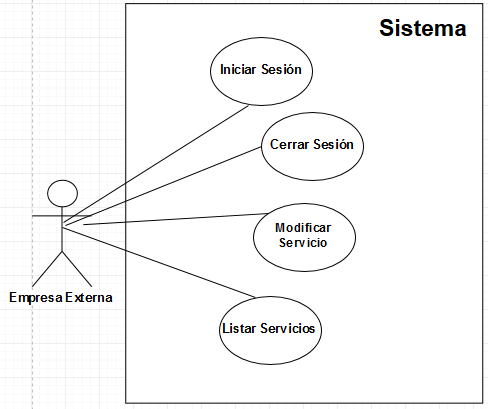 Sistema
Iniciar Sesión
Cerrar Sesión
Modificar
Servicio
Empresa Externa
Listar Servicios